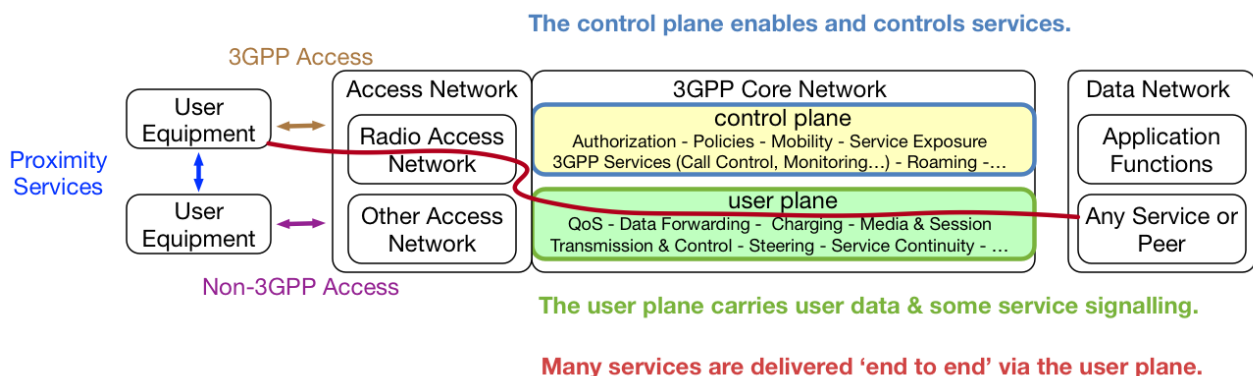 The control plane enables and controls services.
3GPP Access
Access Network
3GPP Core Network
Data Network
User
Equipment
Radio Access
Network
control plane
Authorization - Policies - Mobility - Service Exposure
3GPP Services (Call Control, Monitoring…) - Roaming -…
Application
Functions
Proximity
Services
User
Equipment
Other Access
Network
user plane
QoS - Data Forwarding - Charging - Media & Session
Transmission & Control - Steering - Service Continuity - …
Any Service or
Peer
Non-3GPP Access
The user plane carries user data & some service signalling.
Many services are delivered ‘end to end’ via the user plane.